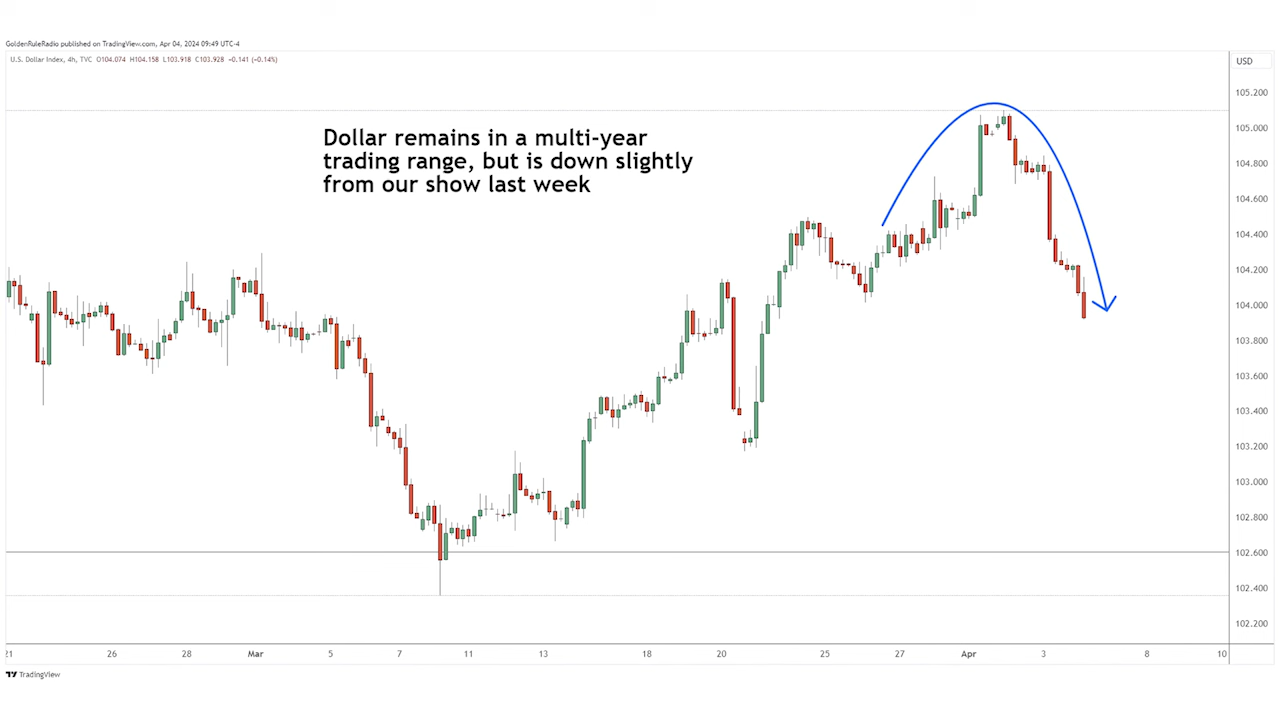 GoldenRuleRadio published on TradingView.com, Apr 04, 2024 09:49 UTC-4
U.S. Dollar Index, 4h, TVC O104.074 H104.158 L103.918 C103.928 −0.141 (−0.14%)
USD
Dollar remains in a multi-year
trading range, but is down slightly
from our show last week
105.200
105.000
104.800
104.600
104.400
104.200
104.000
103.800
103.600
103.400
103.200
103.000
102.800
102.600
102.400
102.200
21 26 28 Mar 5 7 11 13 18 20 25 27 Apr 3 8 10
TradingView